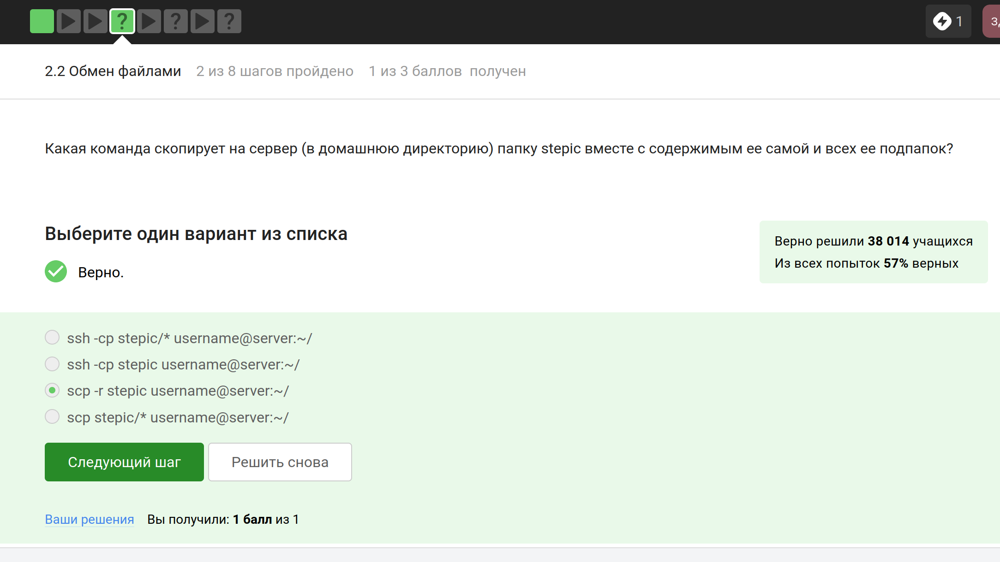 1
2.2 Обмен файлами 2 из 8 шагов пройдено 1 из 3 баллов получен
Какая команда скопирует на сервер (в домашнюю директорию) папку stepic вместе с содержимым ее самой и всех ее подпапок?
Выберите один вариант из списка
Верно решили 38 014 учащихся
Из всех попыток 57% верных
Верно.
ssh -cp stepic/* username@server:~/
ssh -cp stepic username@server:~/
scp -r stepic username@server:~/
scp stepic/* username@server:~/
Следующий шаг Решить снова
Ваши решения Вы получили: 1 балл из 1